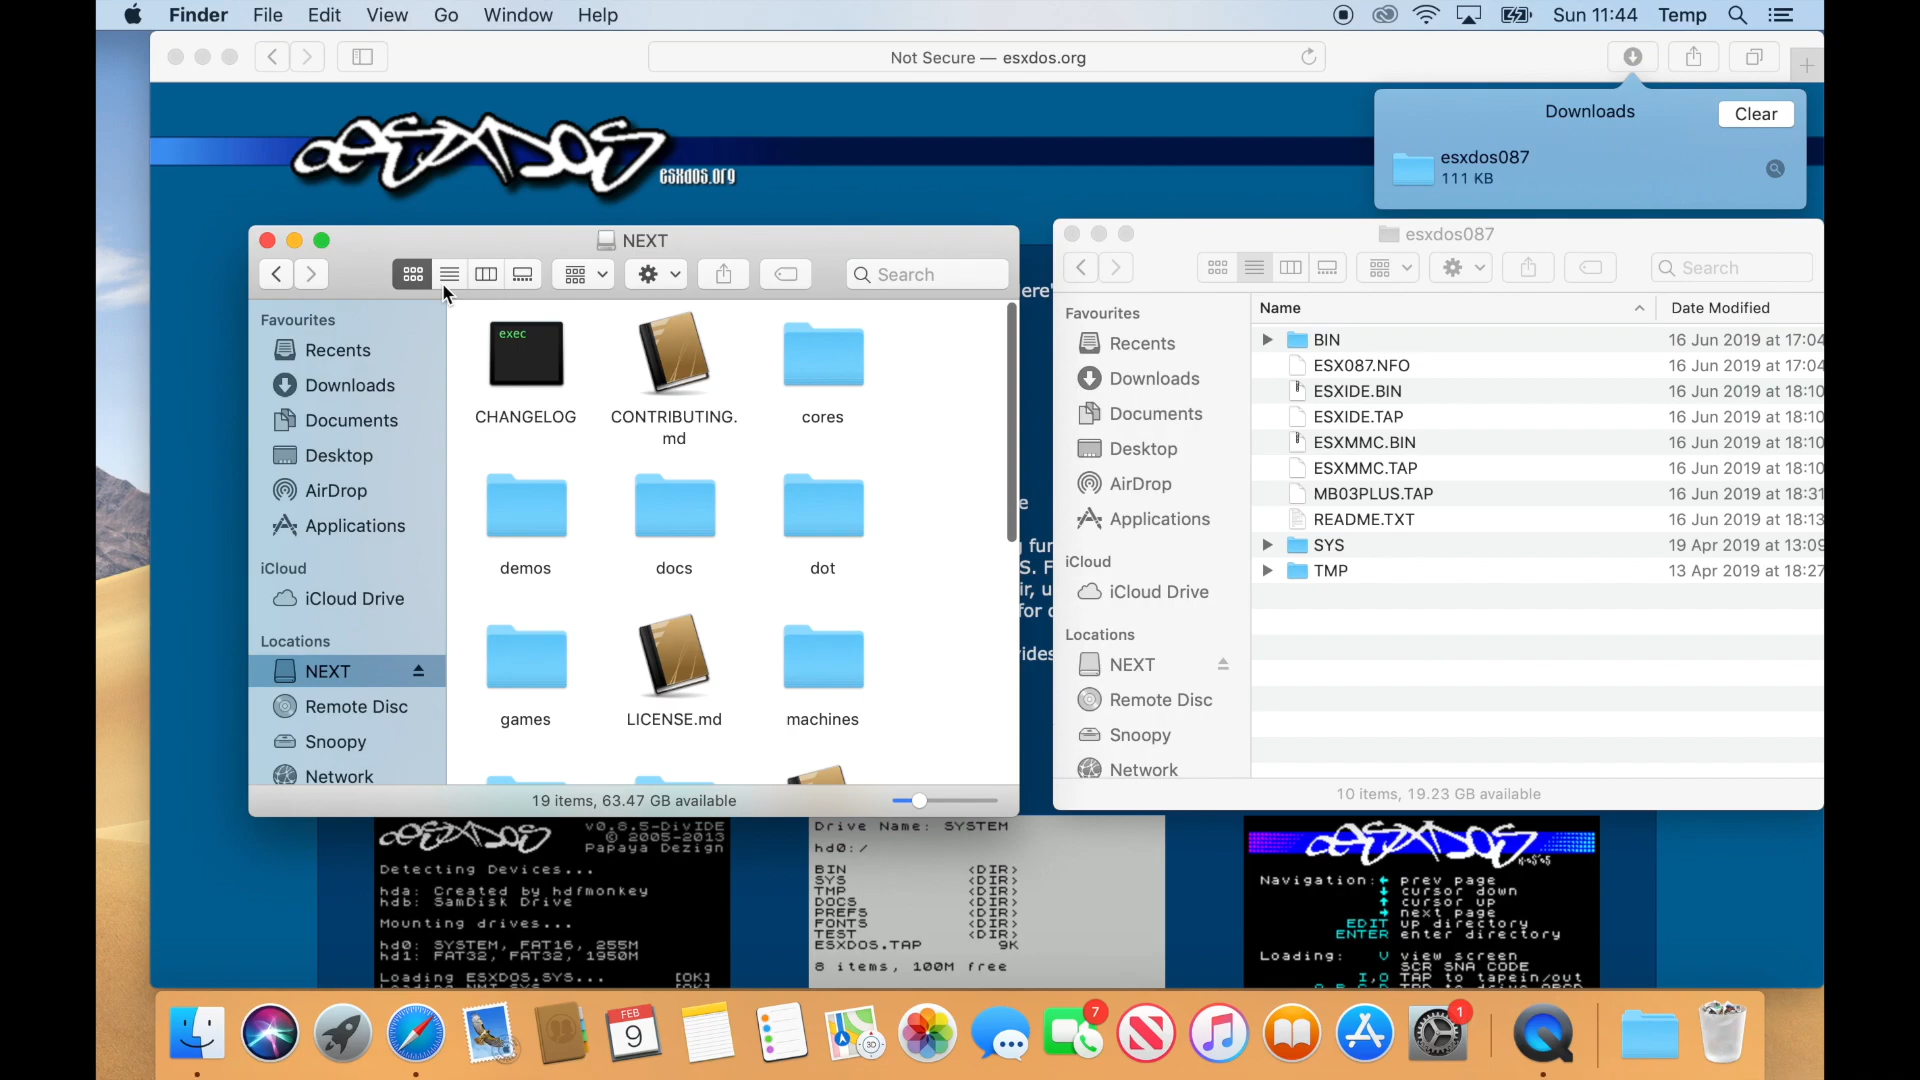 Finder File Edit View Go Window Help
Sun 11:44 Temp
Not Secure — esxdos.org
Downloads
Clear
esxdos087
111 KB
esxdos.org
NEXT
Search
Favourites
Recents
Downloads
Documents
Desktop
AirDrop
Applications
iCloud
iCloud Drive
Locations
NEXT
Remote Disc
Snoopy
Network
exec
CHANGELOG
CONTRIBUTING.
md
cores
demos
docs
dot
games
LICENSE.md
machines
19 items, 63.47 GB available
esxdos087
Search
Favourites
Recents
Downloads
Documents
Desktop
AirDrop
Applications
iCloud
iCloud Drive
Locations
NEXT
Remote Disc
Snoopy
Network
Name Date Modified
BIN 16 Jun 2019 at 17:04
ESX087.NFO 16 Jun 2019 at 17:04
ESXIDE.BIN 16 Jun 2019 at 18:10
ESXIDE.TAP 16 Jun 2019 at 18:10
ESXMMC.BIN 16 Jun 2019 at 18:10
ESXMMC.TAP 16 Jun 2019 at 18:10
MB03PLUS.TAP 16 Jun 2019 at 18:31
README.TXT 16 Jun 2019 at 18:13
SYS 19 Apr 2019 at 13:09
TMP 13 Apr 2019 at 18:27
10 items, 19.23 GB available
v0.8.5-DivIDE
© 2005-2013
Papaya Dezign
Detecting Devices...
hda: Created by hdfmonkey
hdb: SamDisk Drive
Mounting drives...
hd0: SYSTEM, FAT16, 255M
hd1: FAT32, FAT32, 1950M
Loading ESXDOS.SYS... [OK]
Drive Name: SYSTEM
hd0:/
BIN <DIR>
SYS <DIR>
TMP <DIR>
DOCS <DIR>
PREFS <DIR>
FONTS <DIR>
TEST <DIR>
ESXDOS.TAP 9K
8 items, 100M free
Navigation: prev page
cursor down
cursor up
next page
EDIT up directory
ENTER enter directory
Loading: V view screen
SCR SNA CODE
I,O TAP to tapein/out
FEB
9
3D
7
1